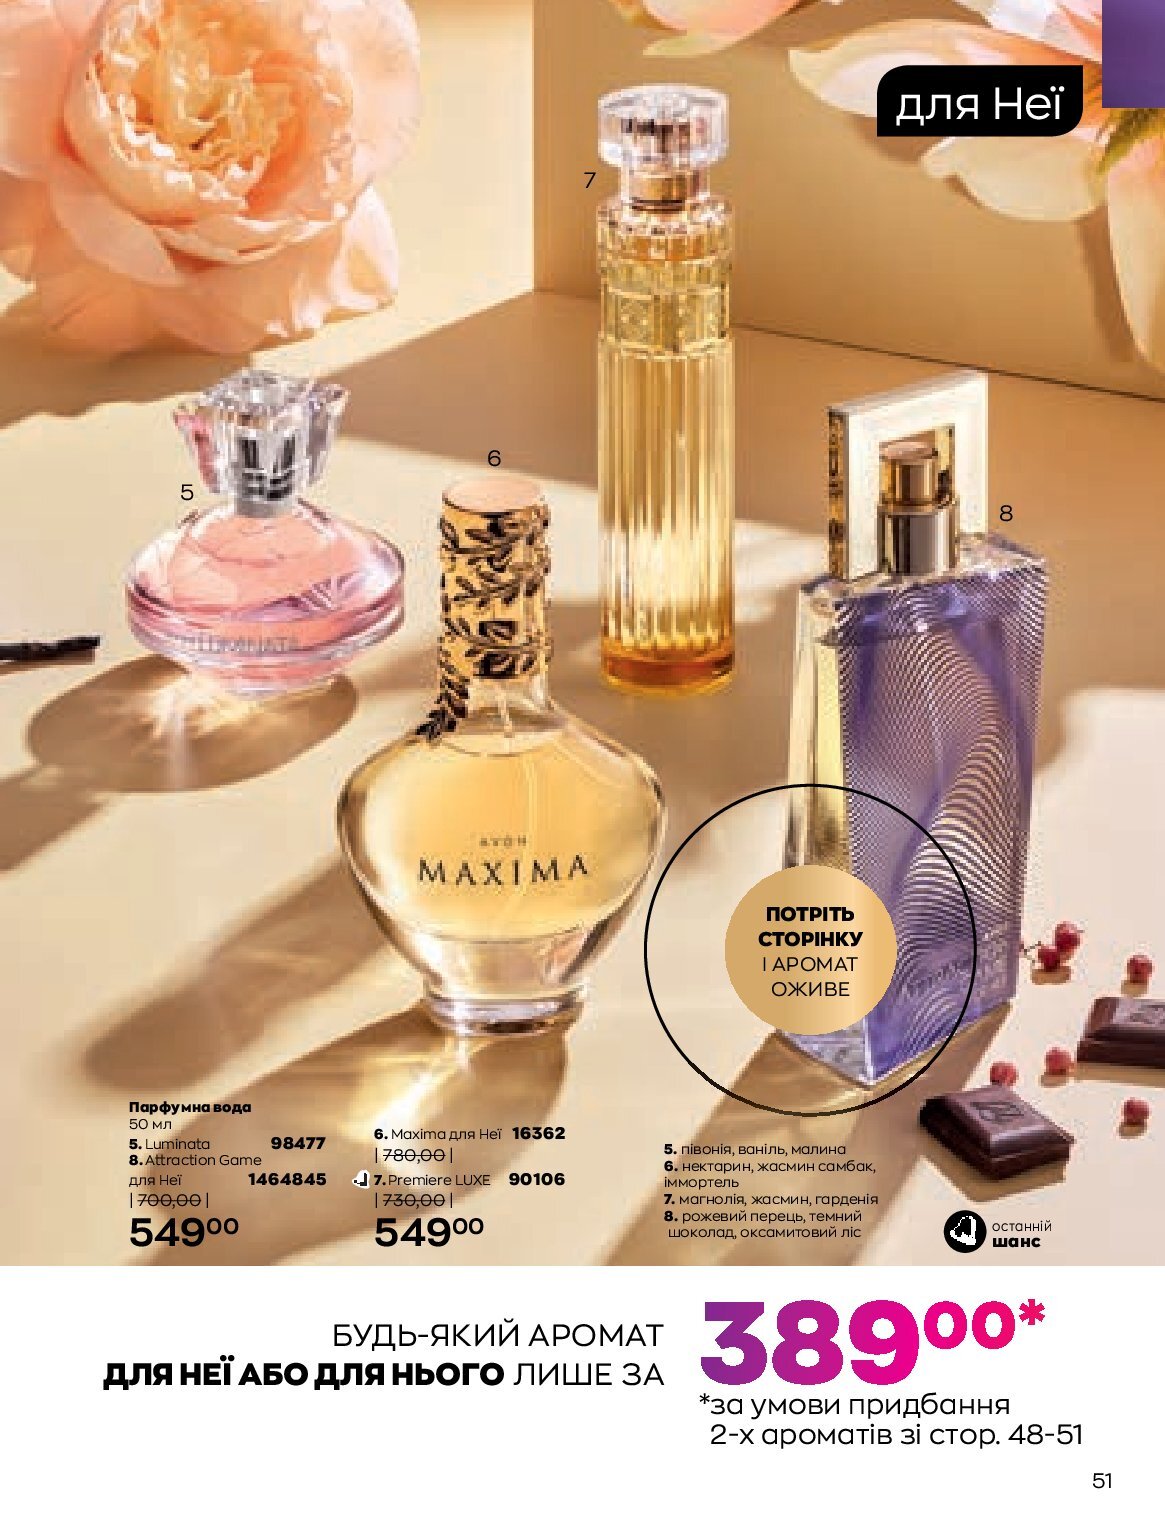 для Неї
7
6
5
8
LUMINATA
AVON
MAXIMA
ПОТРІТЬ
СТОРІНКУ
І АРОМАТ
ОЖИВЕ
Парфумна вода
50 мл
5. Luminata 98477
8. Attraction Game
для Неї 1464845
| 700,00 |
549⁰⁰
6. Maxima для Неї 16362
| 780,00 |
7. Premiere LUXE 90106
| 730,00 |
549⁰⁰
5. півонія, ваніль, малина
6. нектарин, жасмин самбак,
іммортель
7. магнолія, жасмин, гарденія
8. рожевий перець, темний
шоколад, оксамитовий ліс
останній
шанс
БУДЬ-ЯКИЙ АРОМАТ
ДЛЯ НЕЇ АБО ДЛЯ НЬОГО ЛИШЕ ЗА
389⁰⁰*
*за умови придбання
2-х ароматів зі стор. 48-51
51